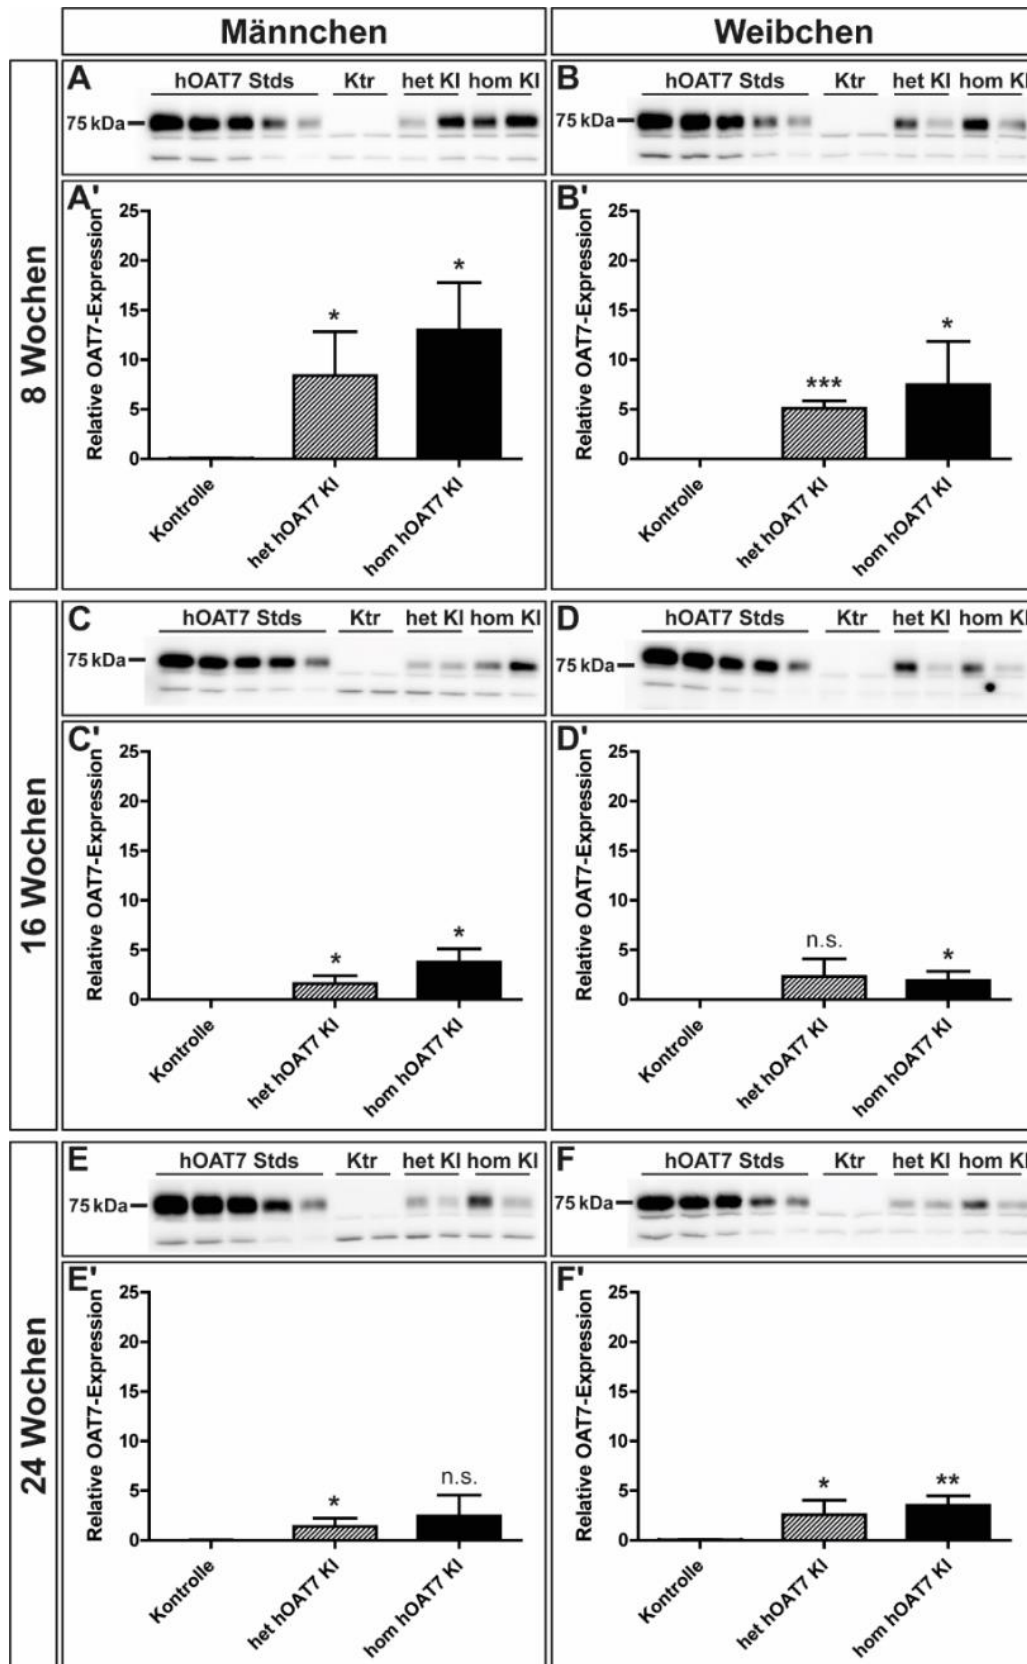 Männchen
Weibchen
8 Wochen
A
hOAT7 Stds Ktr het KI hom KI
75 kDa
B
hOAT7 Stds Ktr het KI hom KI
75 kDa
A'
Relative OAT7-Expression
25
20
15
10
5
0
*
*
Kontrolle
het hOAT7 KI
hom hOAT7 KI
B'
Relative OAT7-Expression
25
20
15
10
5
0
***
*
Kontrolle
het hOAT7 KI
hom hOAT7 KI
16 Wochen
C
hOAT7 Stds Ktr het KI hom KI
75 kDa
D
hOAT7 Stds Ktr het KI hom KI
75 kDa
C'
Relative OAT7-Expression
25
20
15
10
5
0
*
*
Kontrolle
het hOAT7 KI
hom hOAT7 KI
D'
Relative OAT7-Expression
25
20
15
10
5
0
n.s.
*
Kontrolle
het hOAT7 KI
hom hOAT7 KI
24 Wochen
E
hOAT7 Stds Ktr het KI hom KI
75 kDa
F
hOAT7 Stds Ktr het KI hom KI
75 kDa
E'
Relative OAT7-Expression
25
20
15
10
5
0
*
n.s.
Kontrolle
het hOAT7 KI
hom hOAT7 KI
F'
Relative OAT7-Expression
25
20
15
10
5
0
*
**
Kontrolle
het hOAT7 KI
hom hOAT7 KI